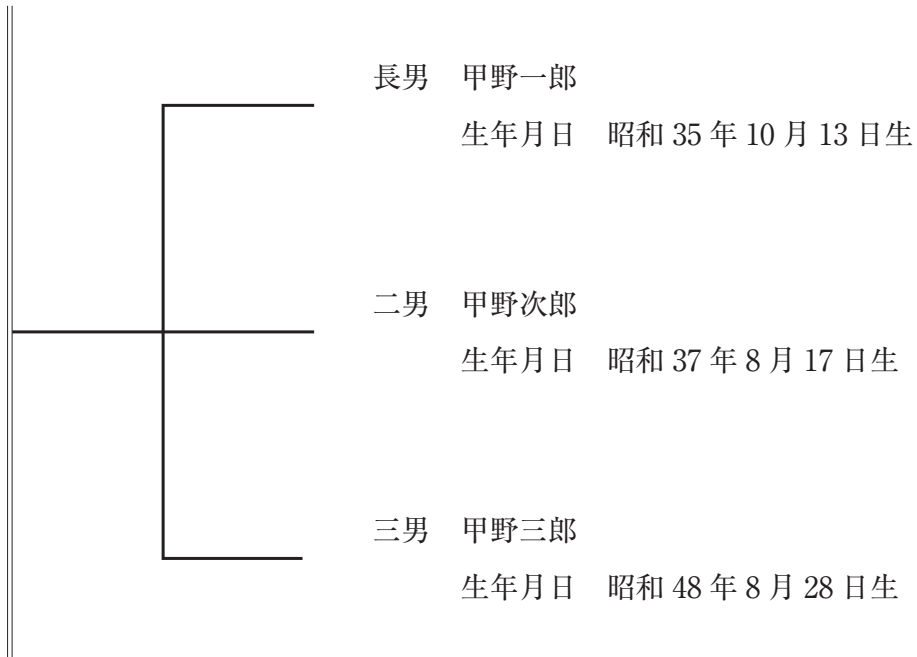 長男　甲野一郎
生年月日　昭和 35 年 10 月 13 日生
二男　甲野次郎
生年月日　昭和 37 年 8 月 17 日生
三男　甲野三郎
生年月日　昭和 48 年 8 月 28 日生